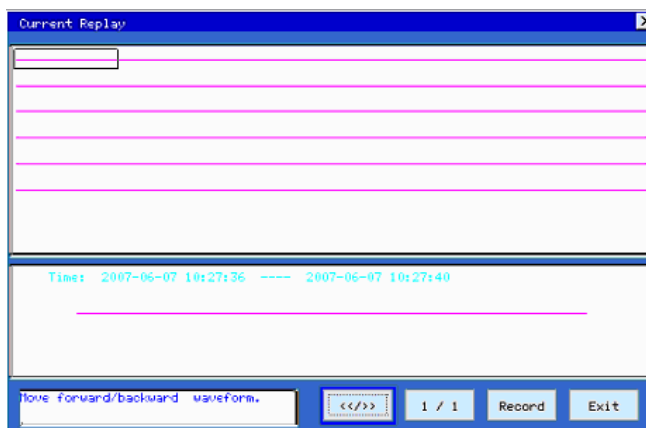 Current Replay
X
Time: 2007-06-07 10:27:36 ---- 2007-06-07 10:27:40
Move forward/backward waveform.
<</>>
1 / 1
Record
Exit